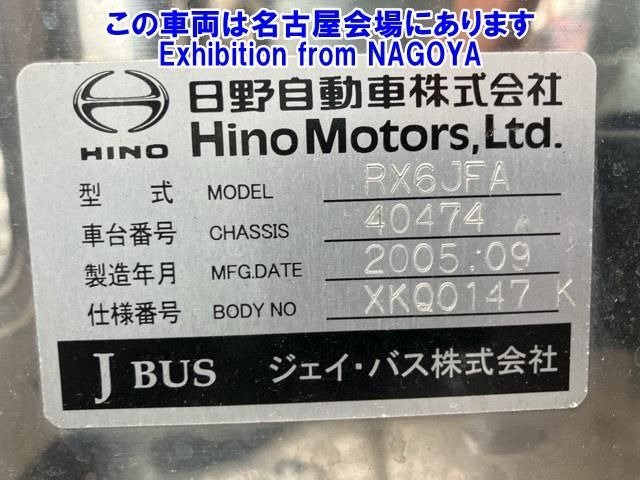 この車両は名古屋会場にあります
Exhibition from NAGOYA
HINO
日野自動車株式会社
Hino Motors, Ltd.
型 式 MODEL RX6JFA
車台番号 CHASSIS 40474
製造年月 MFG.DATE 2005.09
仕様番号 BODY NO XKQ0147 K
J BUS ジェイ・バス株式会社